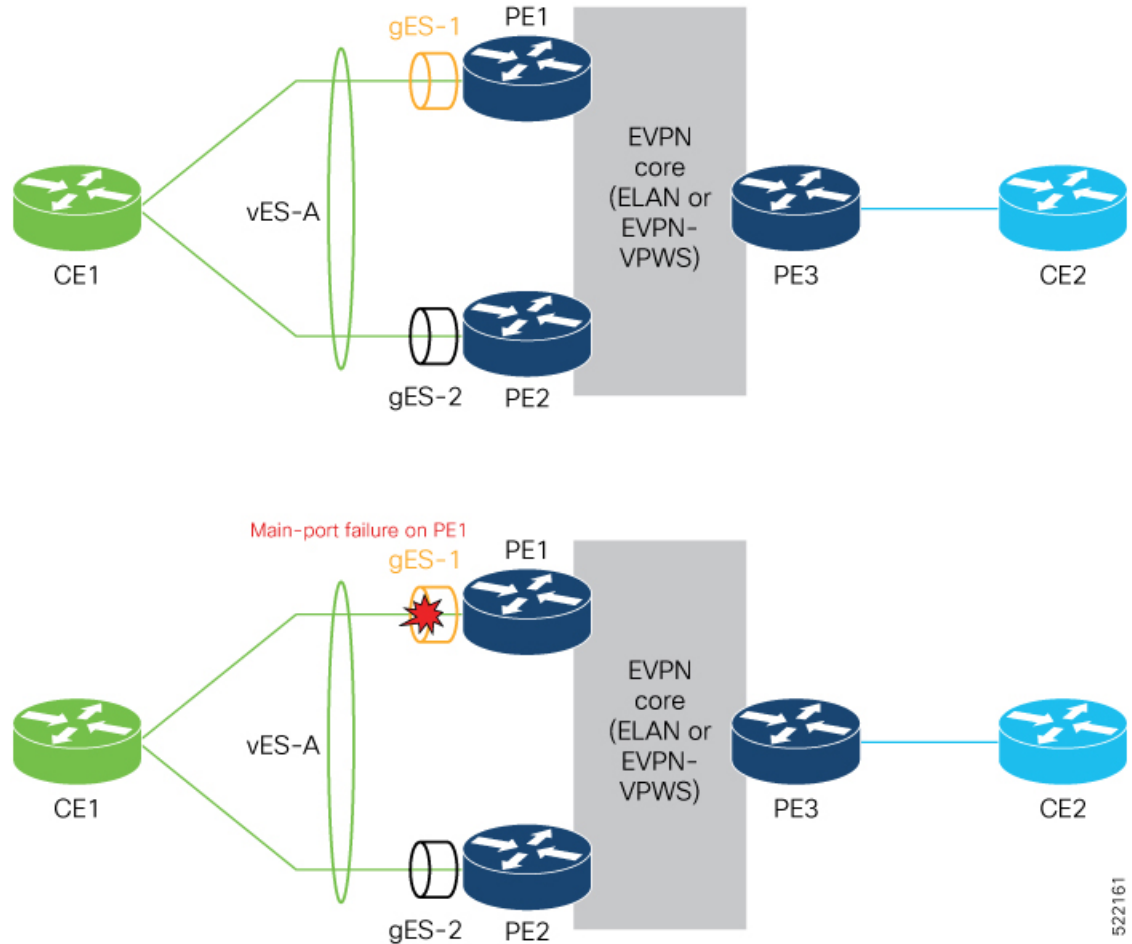 PE1
gES-1
EVPN
core
(ELAN or
EVPN-
VPWS)
vES-A
CE1
PE3
CE2
gES-2
PE2
Main-port failure on PE1
gES-1
PE1
EVPN
core
(ELAN or
EVPN-
VPWS)
vES-A
CE1
PE3
CE2
gES-2
PE2
522161